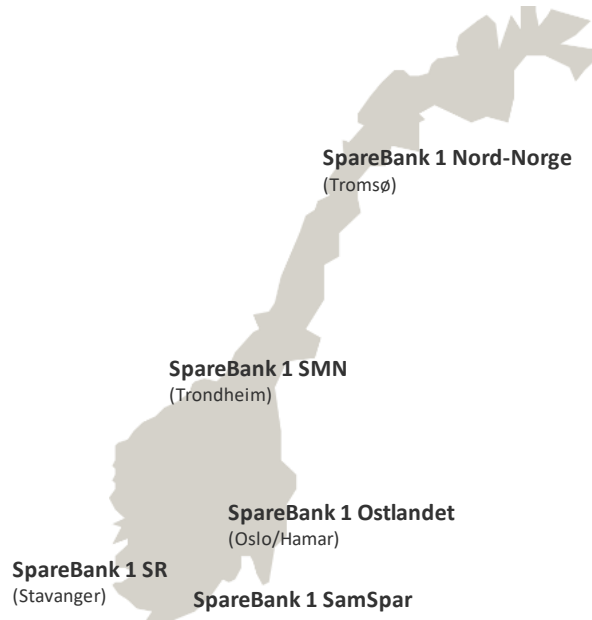 SpareBank 1 Nord-Norge
(Tromsø)
SpareBank 1 SMN
(Trondheim)
SpareBank 1 Ostlandet
(Oslo/Hamar)
SpareBank 1 SR
(Stavanger)
SpareBank 1 SamSpar